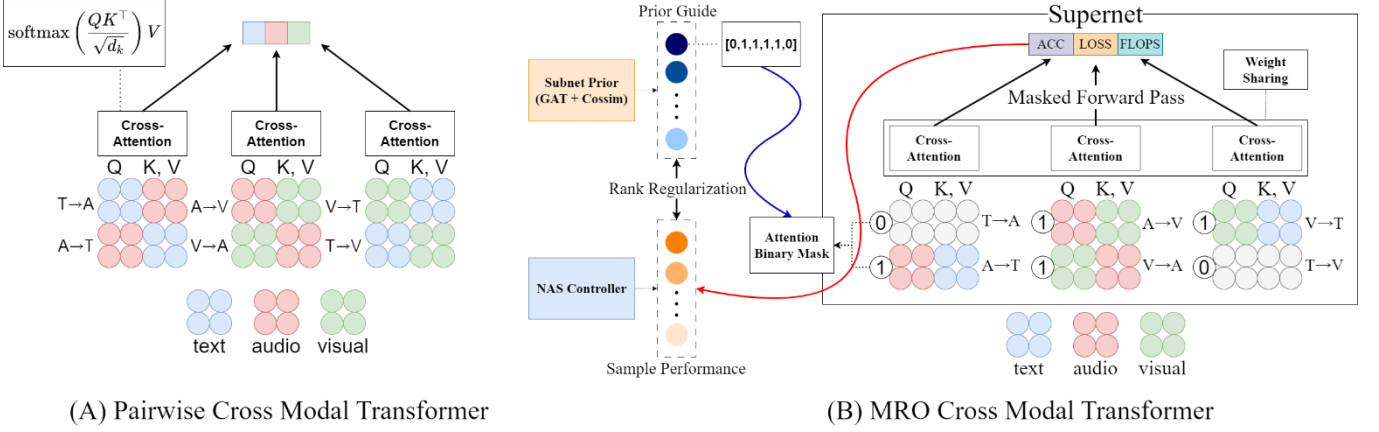 softmax ( QK⊤ / √dk ) V
Cross-
Attention
Cross-
Attention
Cross-
Attention
Q K, V
Q K, V
Q K, V
T→A
A→T
A→V
V→A
V→T
T→V
text audio visual
(A) Pairwise Cross Modal Transformer
Prior Guide
[0,1,1,1,1,0]
Subnet Prior
(GAT + Cossim)
Rank Regularization
NAS Controller
Attention
Binary Mask
Sample Performance
Supernet
ACC LOSS FLOPS
Weight
Sharing
Masked Forward Pass
Cross-
Attention
Cross-
Attention
Cross-
Attention
Q K, V
Q K, V
Q K, V
0 T→A
1 A→T
1 A→V
1 V→A
1 V→T
0 T→V
text audio visual
(B) MRO Cross Modal Transformer